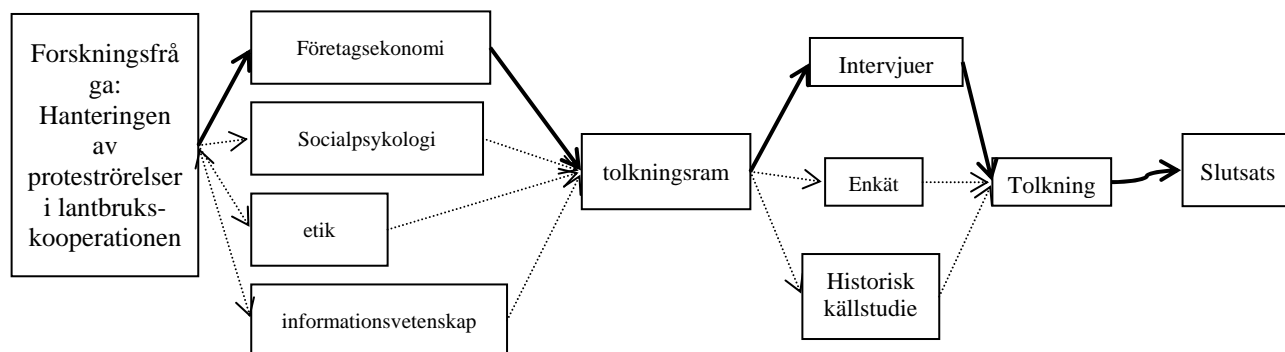 Forskningsfrå
ga:
Hanteringen
av
proteströrelser
i lantbruks-
kooperationen
Företagsekonomi
Socialpsykologi
etik
informationsvetenskap
tolkningsram
Intervjuer
Enkät
Historisk
källstudie
Tolkning
Slutsats